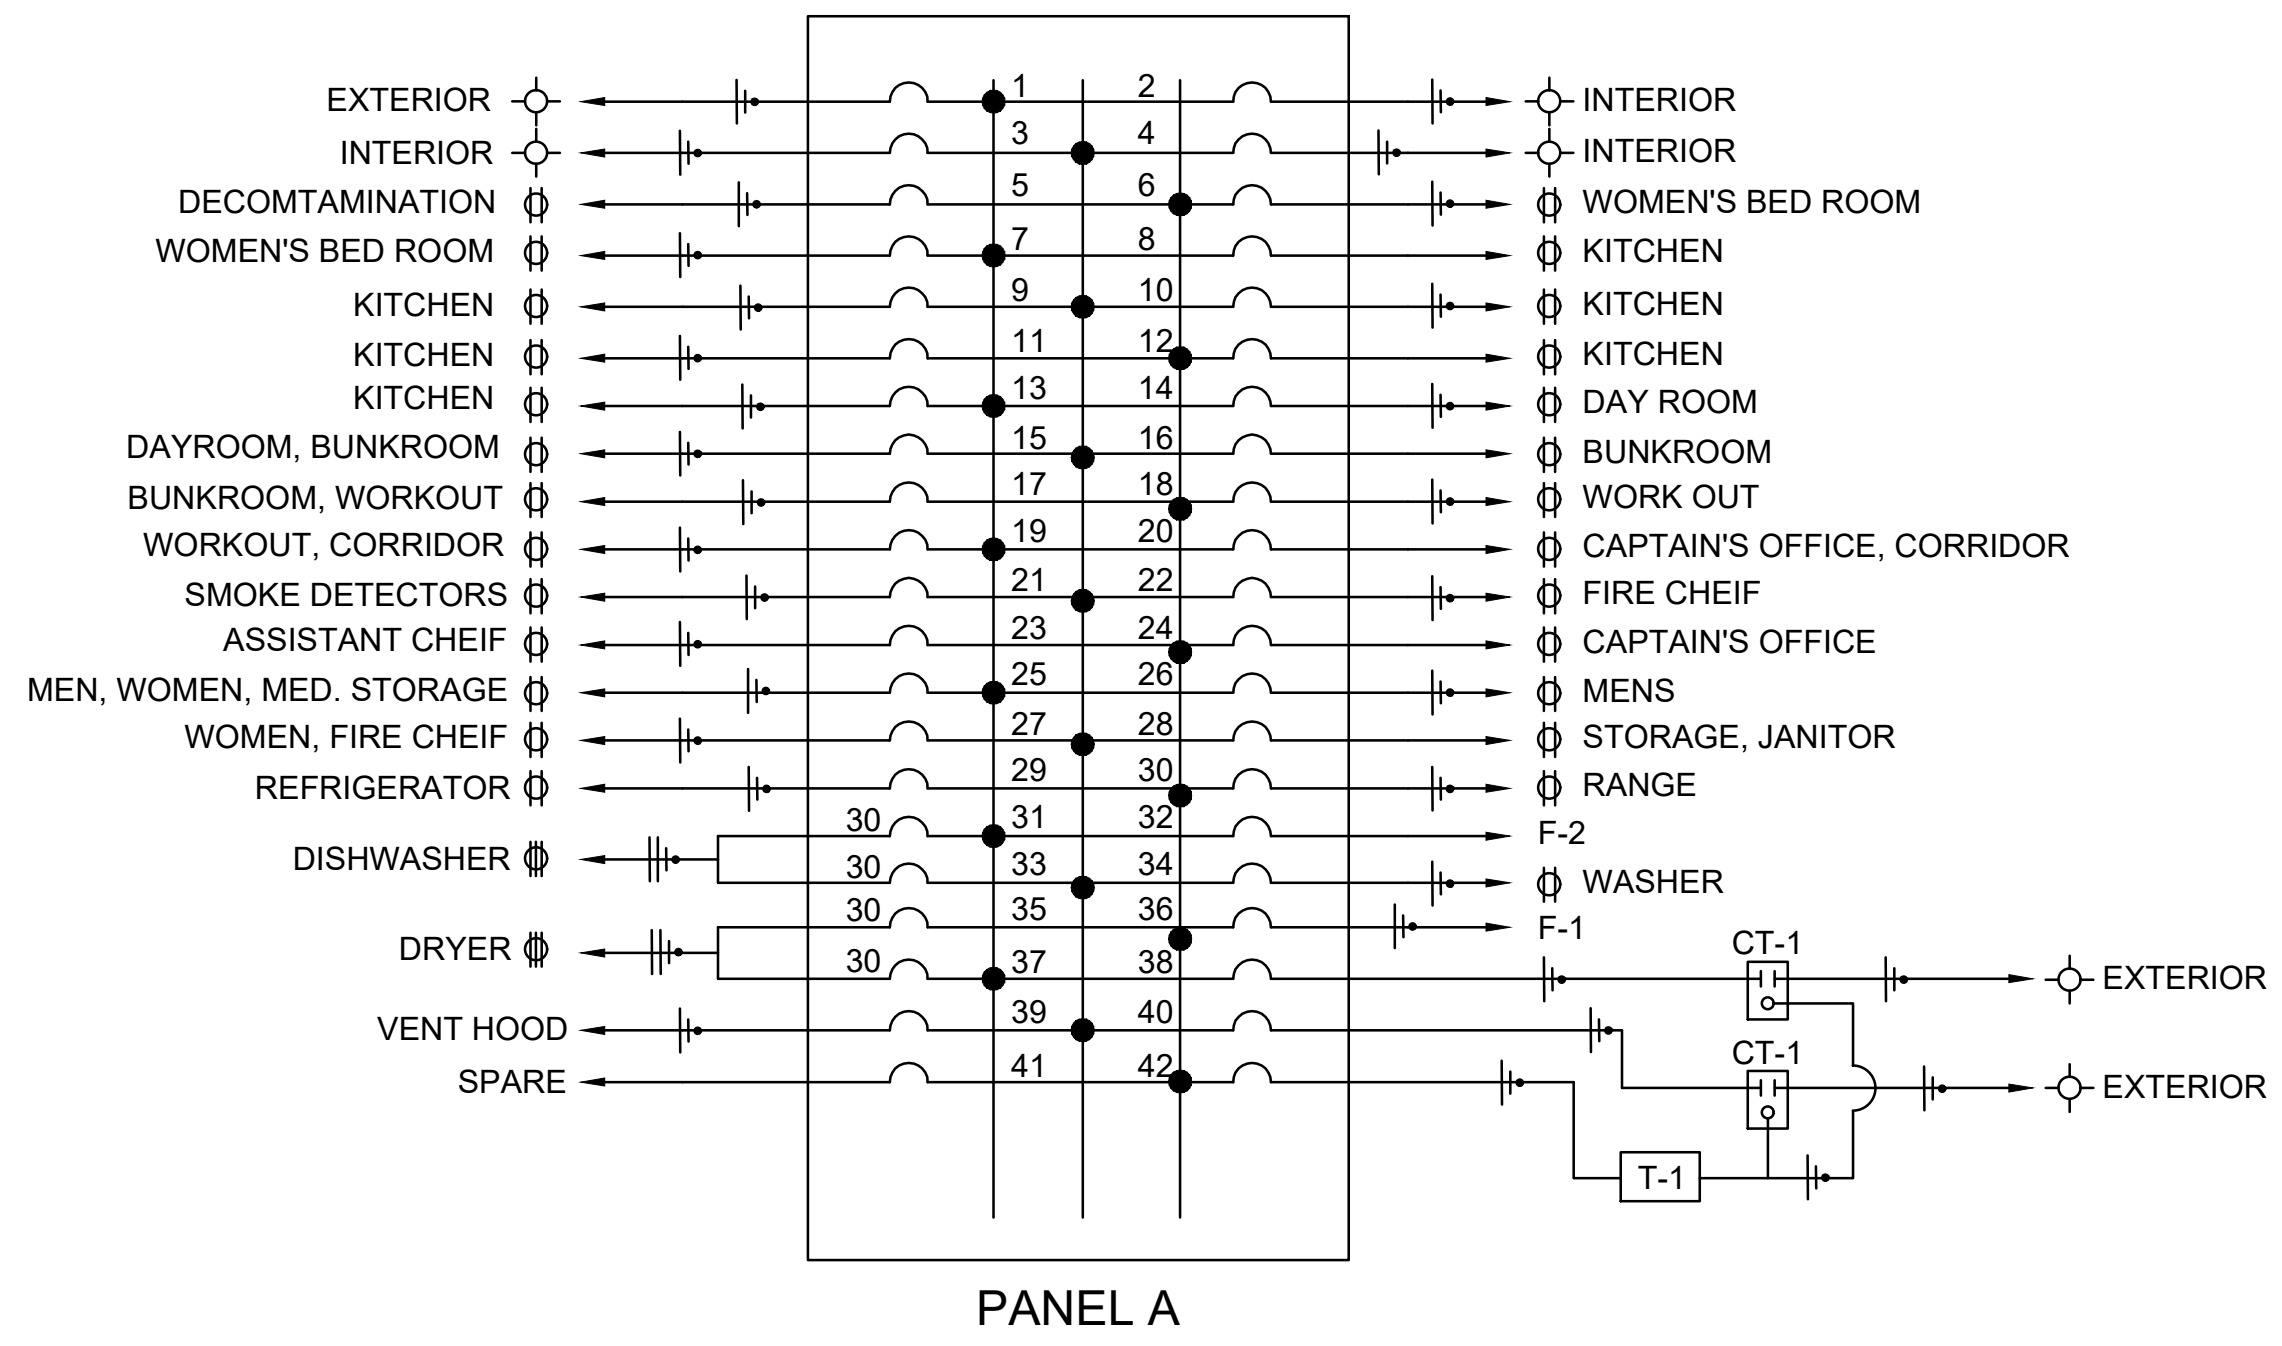 EXTERIOR 1 2 INTERIOR
INTERIOR 3 4 INTERIOR
DECOMTAMINATION 5 6 WOMEN'S BED ROOM
WOMEN'S BED ROOM 7 8 KITCHEN
KITCHEN 9 10 KITCHEN
KITCHEN 11 12 KITCHEN
KITCHEN 13 14 DAY ROOM
DAYROOM, BUNKROOM 15 16 BUNKROOM
BUNKROOM, WORKOUT 17 18 WORK OUT
WORKOUT, CORRIDOR 19 20 CAPTAIN'S OFFICE, CORRIDOR
SMOKE DETECTORS 21 22 FIRE CHEIF
ASSISTANT CHEIF 23 24 CAPTAIN'S OFFICE
MEN, WOMEN, MED. STORAGE 25 26 MENS
WOMEN, FIRE CHEIF 27 28 STORAGE, JANITOR
REFRIGERATOR 29 30 RANGE
30 31 32 F-2
DISHWASHER
30 33 34 WASHER
30 35 36 F-1
DRYER
CT-1
30 37 38 EXTERIOR
VENT HOOD 39 40
CT-1
SPARE 41 42 EXTERIOR
T-1
PANEL A